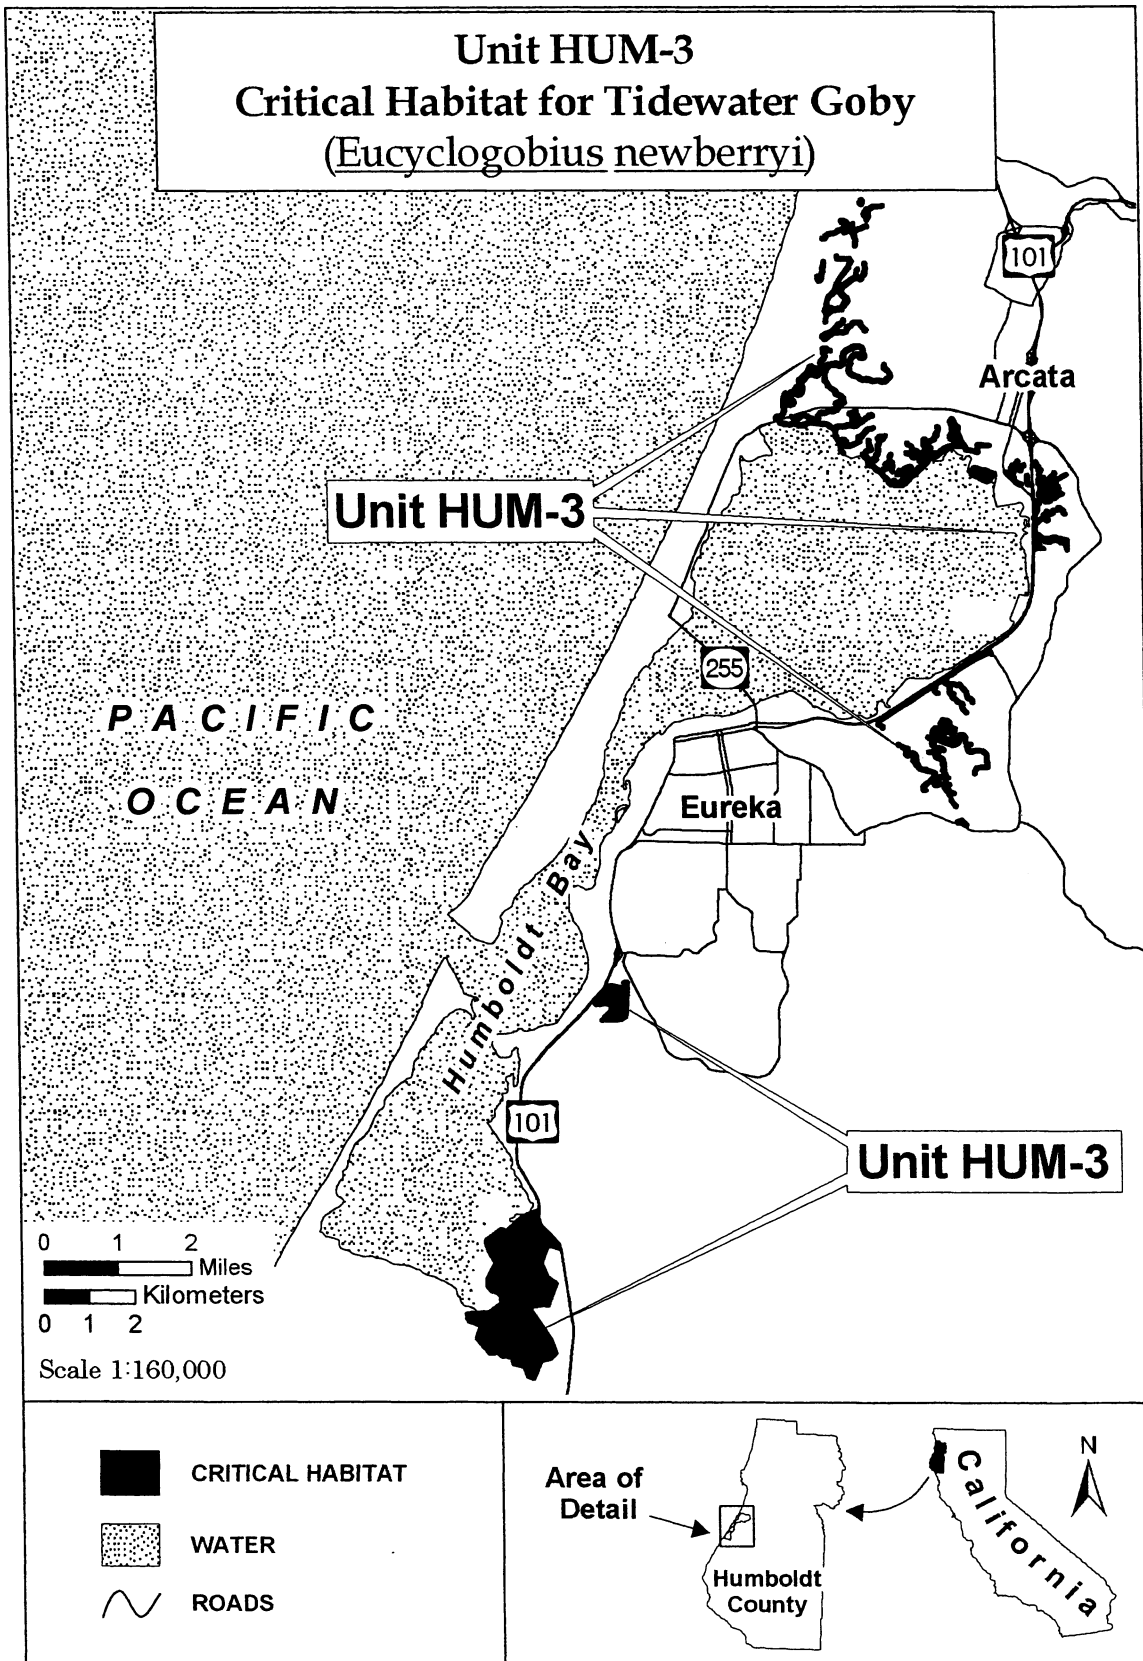 Unit HUM-3
Critical Habitat for Tidewater Goby
(Eucyclogobius newberryi)
101
Arcata
Unit HUM-3
255
PACIFIC
OCEAN
Eureka
Humboldt Bay
101
Unit HUM-3
0 1 2
Miles
Kilometers
0 1 2
Scale 1:160,000
CRITICAL HABITAT
WATER
ROADS
Area of
Detail
Humboldt
County
California
N